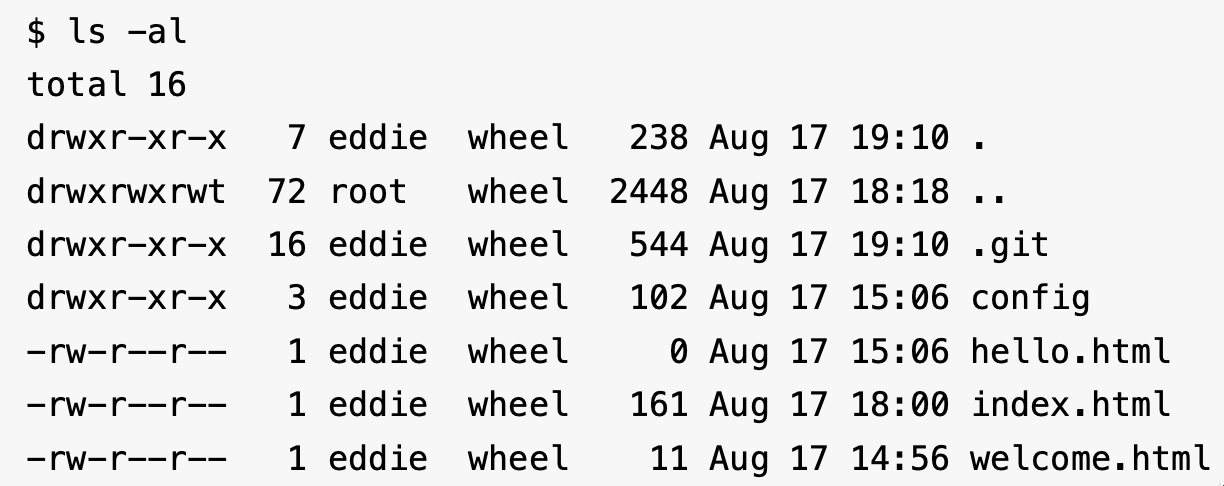 $ ls -al
total 16
drwxr-xr-x   7 eddie  wheel   238 Aug 17 19:10 .
drwxrwxrwt  72 root   wheel  2448 Aug 17 18:18 ..
drwxr-xr-x  16 eddie  wheel   544 Aug 17 19:10 .git
drwxr-xr-x   3 eddie  wheel   102 Aug 17 15:06 config
-rw-r--r--   1 eddie  wheel     0 Aug 17 15:06 hello.html
-rw-r--r--   1 eddie  wheel   161 Aug 17 18:00 index.html
-rw-r--r--   1 eddie  wheel    11 Aug 17 14:56 welcome.html